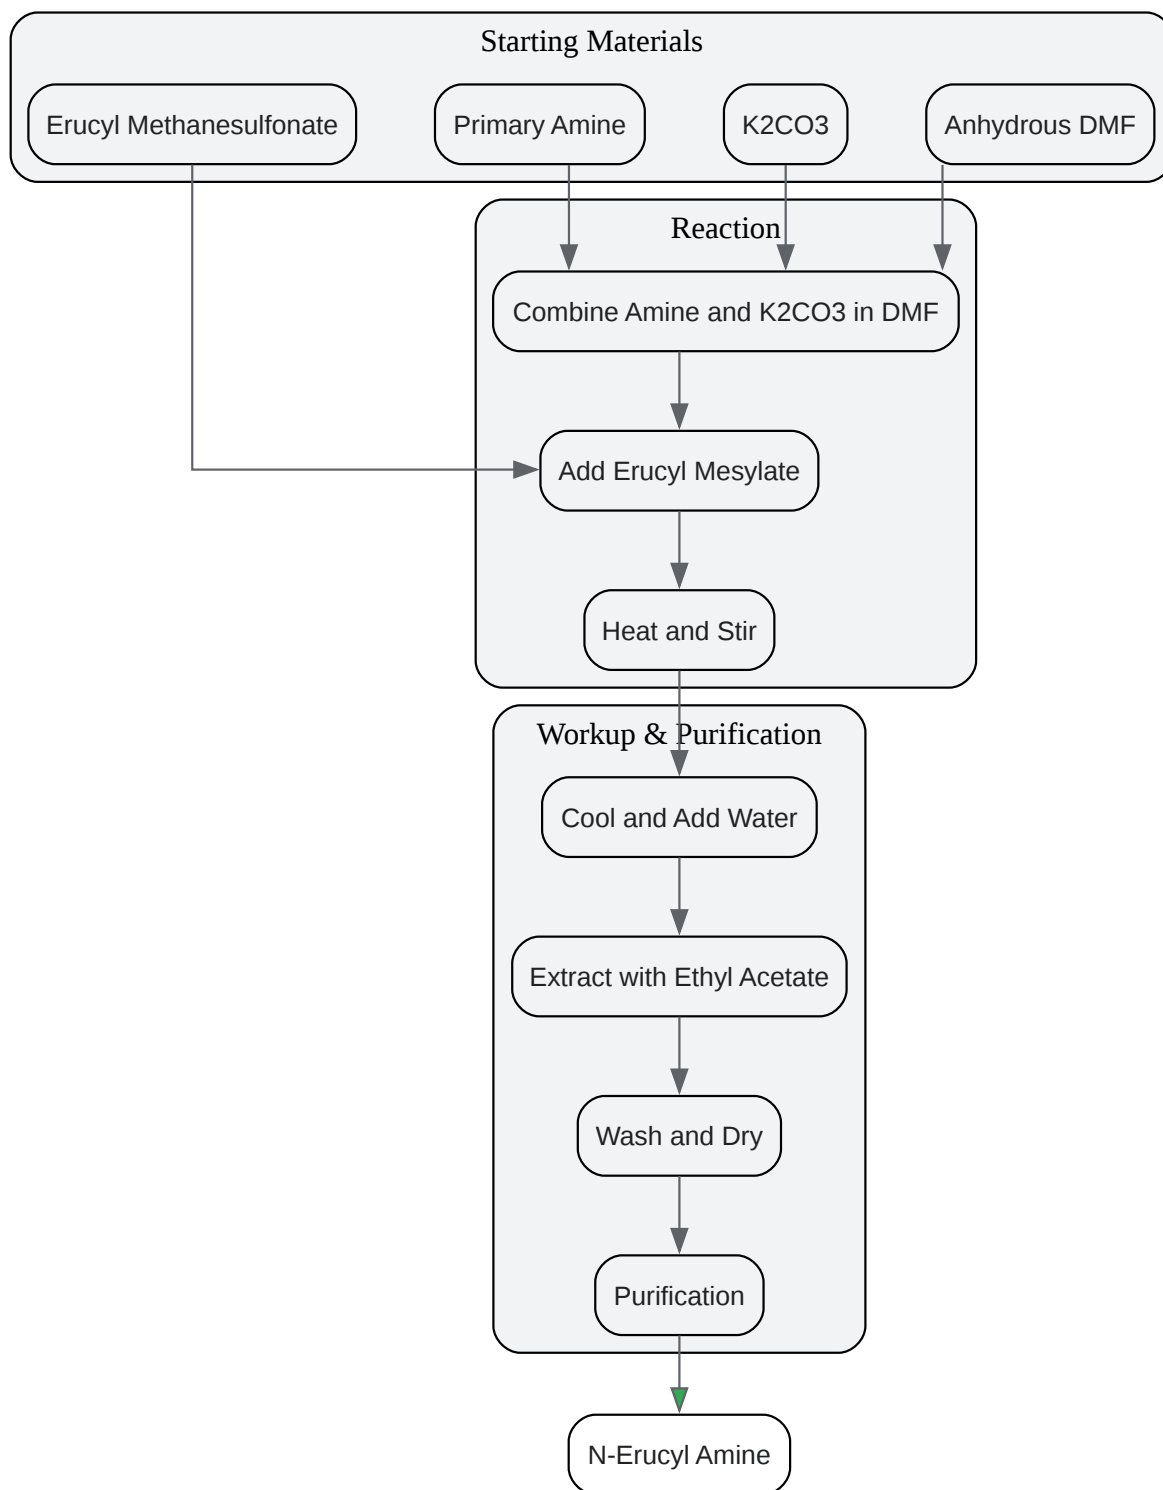 Starting Materials
Erucyl Methanesulfonate
Primary Amine
K2CO3
Anhydrous DMF
Reaction
Combine Amine and K2CO3 in DMF
Add Erucyl Mesylate
Heat and Stir
Workup & Purification
Cool and Add Water
Extract with Ethyl Acetate
Wash and Dry
Purification
N-Erucyl Amine